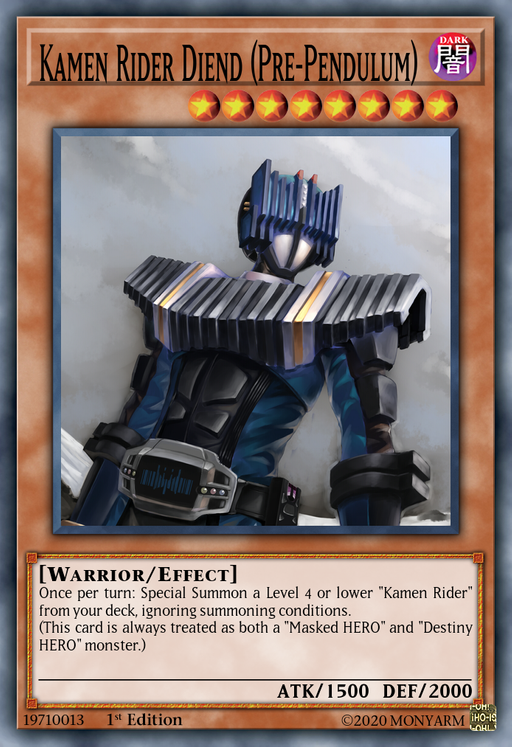 Kamen Rider Diend (Pre-Pendulum)
DARK
闇
[Warrior/Effect]
Once per turn: Special Summon a Level 4 or lower "Kamen Rider"
from your deck, ignoring summoning conditions.
(This card is always treated as both a "Masked HERO" and "Destiny
HERO" monster.)
ATK/1500 DEF/2000
19710013 1st Edition ©2020 MONYARM